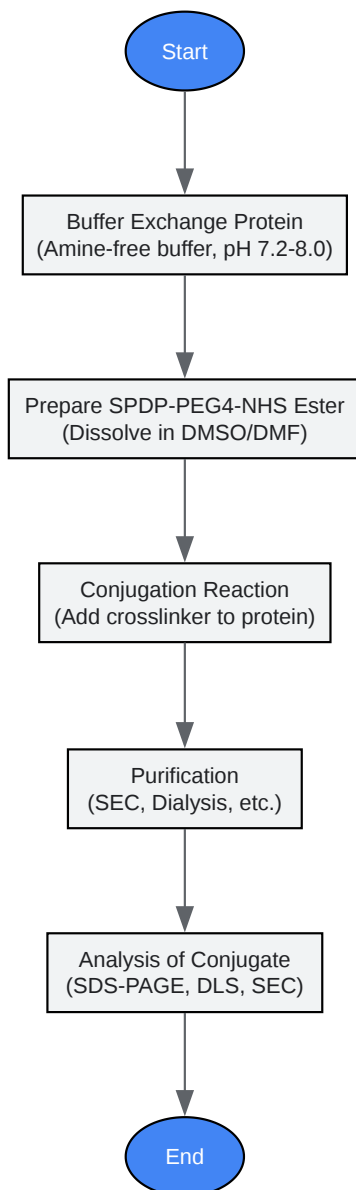 Start
Buffer Exchange Protein
(Amine-free buffer, pH 7.2-8.0)
Prepare SPDP-PEG4-NHS Ester
(Dissolve in DMSO/DMF)
Conjugation Reaction
(Add crosslinker to protein)
Purification
(SEC, Dialysis, etc.)
Analysis of Conjugate
(SDS-PAGE, DLS, SEC)
End